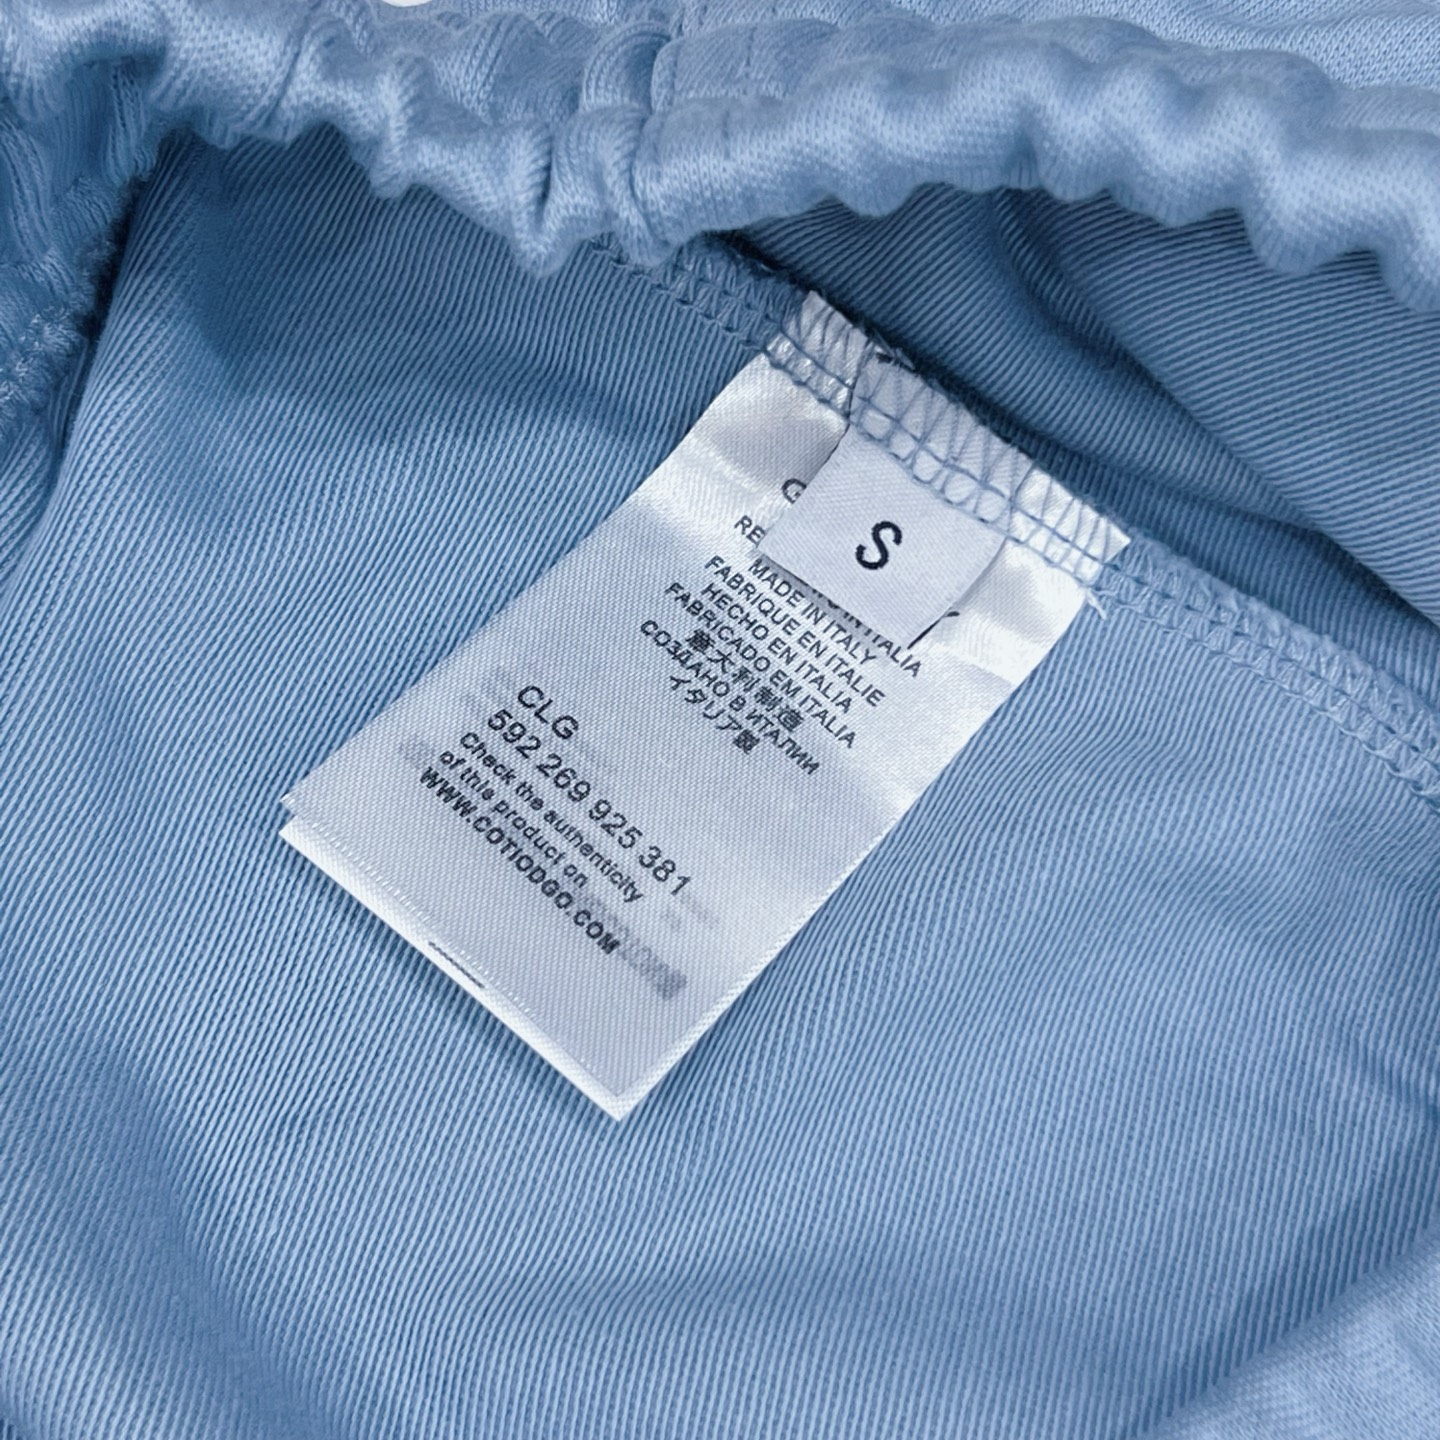 S
RE
MADE IN ITALY
FABRIQUE EN ITALIE
HECHO EN ITALIA
FABRICADO EM ITALIA
意大利制造
СОЗДАНО В ИТАЛИИ
イタリア製
CLG
592 269 925 381
Check the authenticity
of this product on
WWW.COTIODGO.COM